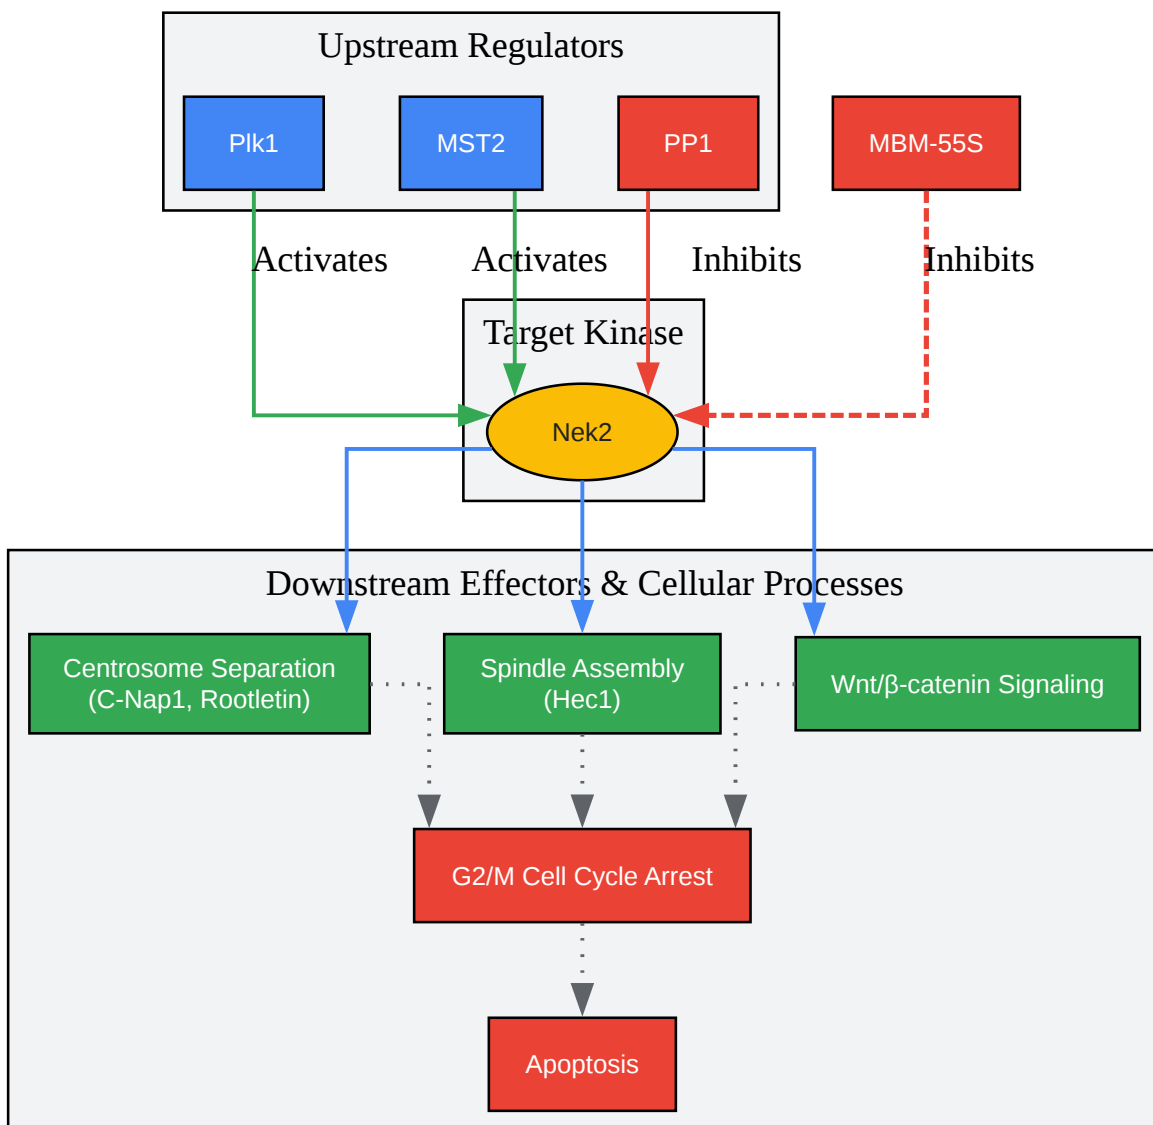 Upstream Regulators
Plk1
MST2
PP1
MBM-55S
Activates
Activates
Inhibits
Inhibits
Target Kinase
Nek2
Downstream Effectors & Cellular Processes
Centrosome Separation
(C-Nap1, Rootletin)
Spindle Assembly
(Hec1)
Wnt/β-catenin Signaling
G2/M Cell Cycle Arrest
Apoptosis